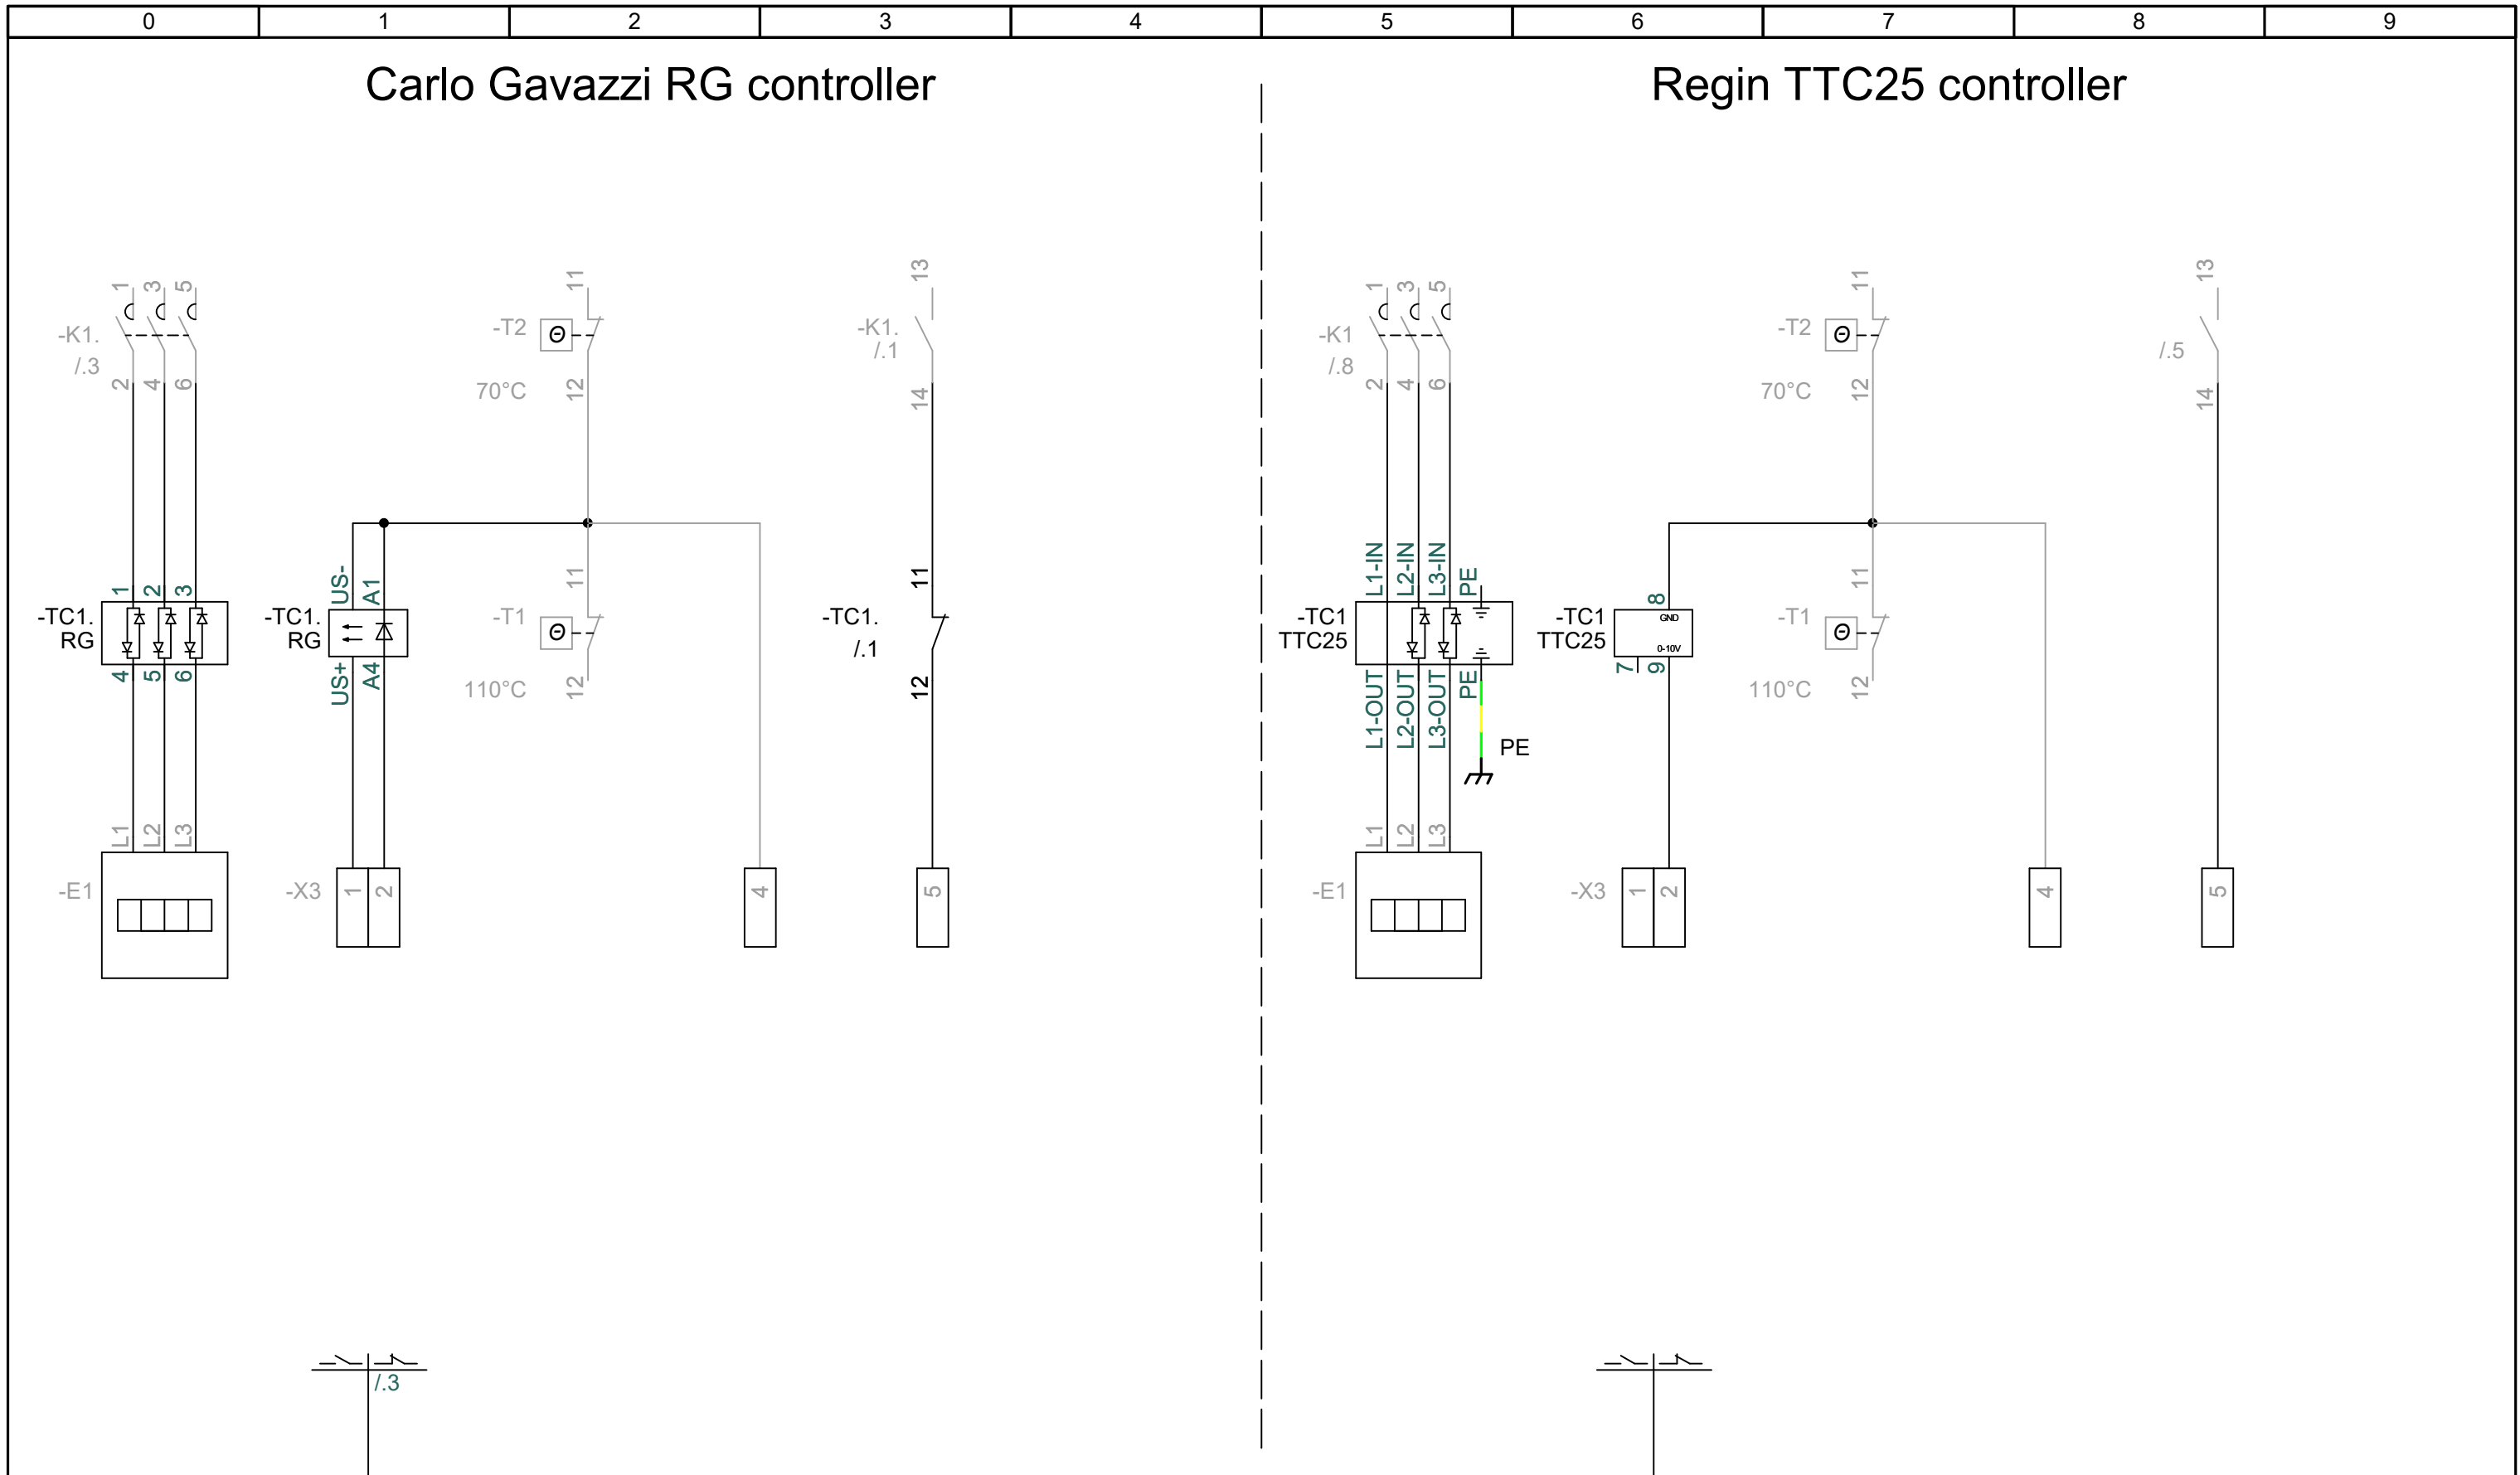 0 1 2 3 4 5 6 7 8 9
Carlo Gavazzi RG controller
Regin TTC25 controller
1 3 5
-K1.
/.3
2 4 6
11
-T2
70°C
12
13
-K1.
/.1
14
1 2 3
-TC1.
RG
4 5 6
US- A1
-TC1.
RG
US+ A4
11
-T1
110°C
12
11
-TC1.
/.1
12
L1 L2 L3
-E1
-X3
1 2
4
5
/.3
1 3 5
-K1
/.8
2 4 6
11
-T2
70°C
12
13
/.5
14
L1-IN L2-IN L3-IN PE
-TC1
TTC25
L1-OUT L2-OUT L3-OUT PE
PE
8
GND
-TC1
TTC25
0-10V
7 9
11
-T1
110°C
12
L1 L2 L3
-E1
-X3
1 2
4
5